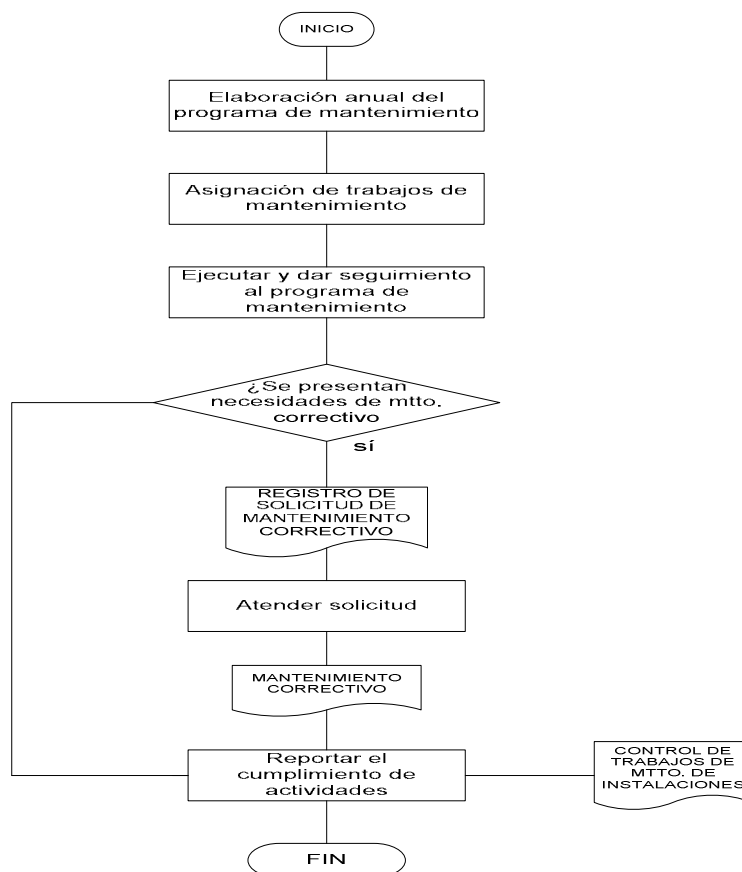 INICIO
Elaboración anual del
programa de mantenimiento
Asignación de trabajos de
mantenimiento
Ejecutar y dar seguimiento
al programa de
mantenimiento
¿Se presentan
necesidades de mtto.
correctivo
sí
REGISTRO DE
SOLICITUD DE
MANTENIMIENTO
CORRECTIVO
Atender solicitud
MANTENIMIENTO
CORRECTIVO
Reportar el
cumplimiento de
actividades
CONTROL DE
TRABAJOS DE
MTTO. DE
INSTALACIONES
FIN